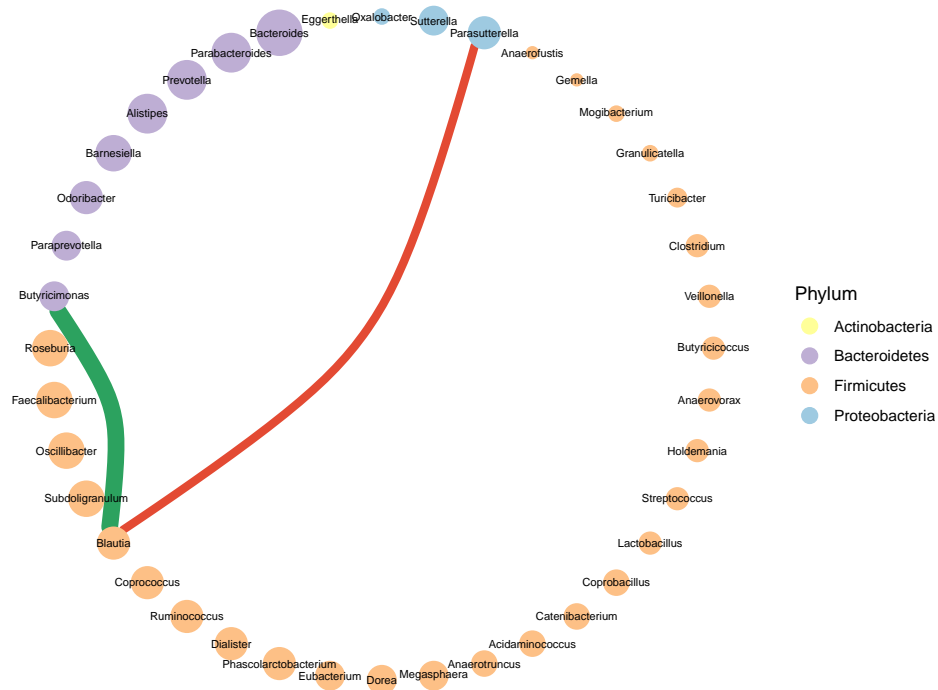 Eggerthella
Oxalobacter
Sutterella
Parasutterella
Bacteroides
Parabacteroides
Prevotella
Alistipes
Barnesiella
Odoribacter
Paraprevotella
Butyricimonas
Roseburia
Faecalibacterium
Oscillibacter
Subdoligranulum
Blautia
Coprococcus
Ruminococcus
Dialister
Phascolarctobacterium
Eubacterium
Dorea
Megasphaera
Anaerotruncus
Acidaminococcus
Catenibacterium
Coprobacillus
Lactobacillus
Streptococcus
Holdemania
Anaerovorax
Butyricicoccus
Veillonella
Clostridium
Turicibacter
Granulicatella
Mogibacterium
Gemella
Anaerofustis
Phylum
Actinobacteria
Bacteroidetes
Firmicutes
Proteobacteria